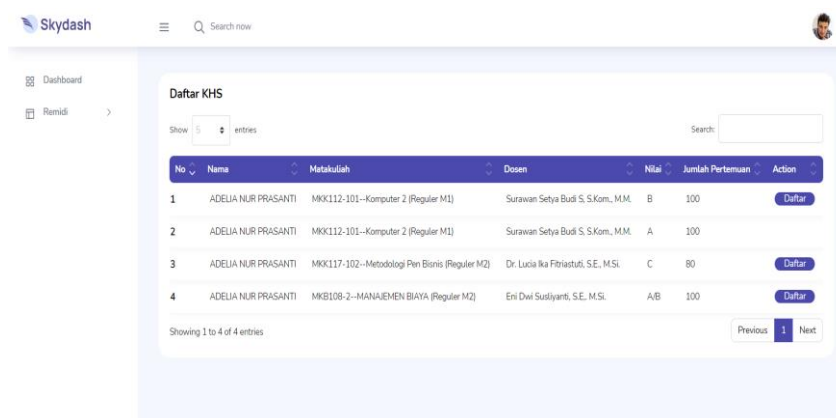 Skydash
Search now
Dashboard
Remidi
Daftar KHS
Show 5 entries
Search:
No Nama Matakuliah Dosen Nilai Jumlah Pertemuan Action
1 ADELIA NUR PRASANTI MKK112-101--Komputer 2 (Reguler M1) Surawan Setya Budi S, S.Kom., M.M. B 100 Daftar
2 ADELIA NUR PRASANTI MKK112-101--Komputer 2 (Reguler M1) Surawan Setya Budi S, S.Kom., M.M. A 100
3 ADELIA NUR PRASANTI MKK117-102--Metodologi Pen Bisnis (Reguler M2) Dr. Lucia Ika Fitriastuti, S.E., M.Si. C 80 Daftar
4 ADELIA NUR PRASANTI MKB108-2--MANAJEMEN BIAYA (Reguler M2) Eni Dwi Susliyanti, S.E., M.Si. A/B 100 Daftar
Showing 1 to 4 of 4 entries
Previous 1 Next